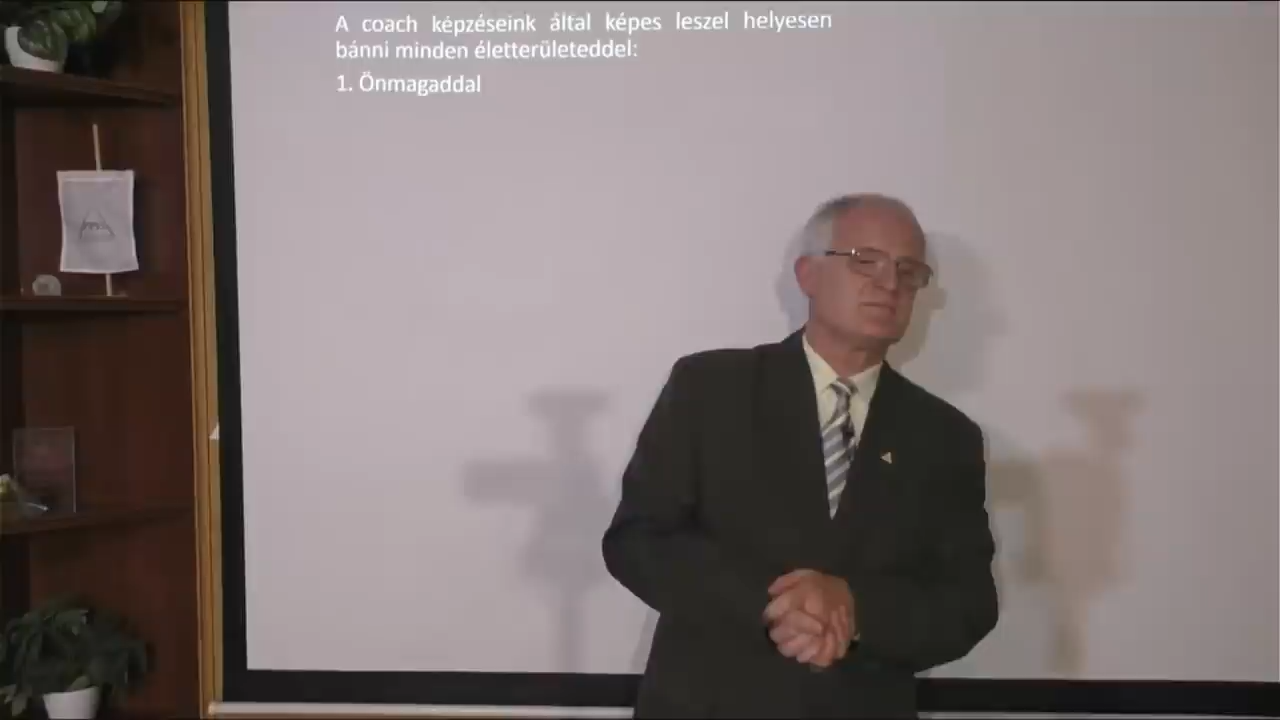 A coach képzéseink által képes leszel helyesen
bánni minden életterületeddel:
1. Önmagaddal